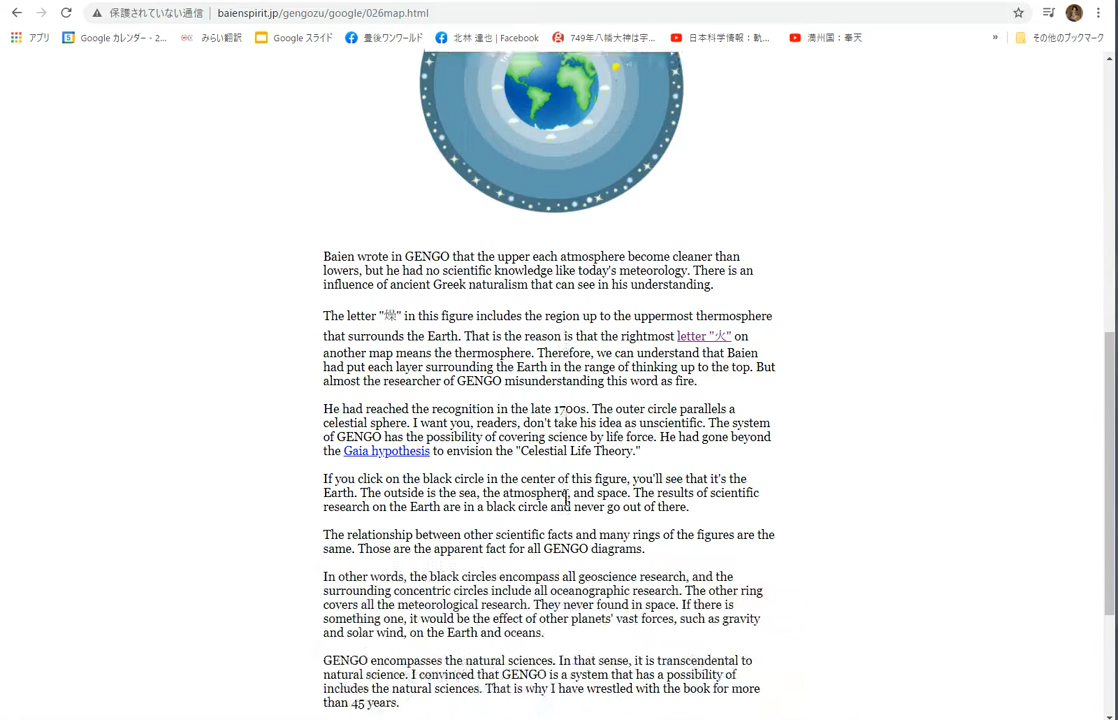 保護されていない通信 | baienspirit.jp/gengozu/google/026map.html
アプリ Google カレンダー - 2... みらい翻訳 Google スライド 豊後ワンワールド 北林 達也 | Facebook 749年八幡大神は宇... 日本科学情報：軌... 満州国：奉天 » その他のブックマーク
Baien wrote in GENGO that the upper each atmosphere become cleaner than
lowers, but he had no scientific knowledge like today's meteorology. There is an
influence of ancient Greek naturalism that can see in his understanding.
The letter "燥" in this figure includes the region up to the uppermost thermosphere
that surrounds the Earth. That is the reason is that the rightmost letter "火" on
another map means the thermosphere. Therefore, we can understand that Baien
had put each layer surrounding the Earth in the range of thinking up to the top. But
almost the researcher of GENGO misunderstanding this word as fire.
He had reached the recognition in the late 1700s. The outer circle parallels a
celestial sphere. I want you, readers, don't take his idea as unscientific. The system
of GENGO has the possibility of covering science by life force. He had gone beyond
the Gaia hypothesis to envision the "Celestial Life Theory."
If you click on the black circle in the center of this figure, you'll see that it's the
Earth. The outside is the sea, the atmosphere, and space. The results of scientific
research on the Earth are in a black circle and never go out of there.
The relationship between other scientific facts and many rings of the figures are the
same. Those are the apparent fact for all GENGO diagrams.
In other words, the black circles encompass all geoscience research, and the
surrounding concentric circles include all oceanographic research. The other ring
covers all the meteorological research. They never found in space. If there is
something one, it would be the effect of other planets' vast forces, such as gravity
and solar wind, on the Earth and oceans.
GENGO encompasses the natural sciences. In that sense, it is transcendental to
natural science. I convinced that GENGO is a system that has a possibility of
includes the natural sciences. That is why I have wrestled with the book for more
than 45 years.